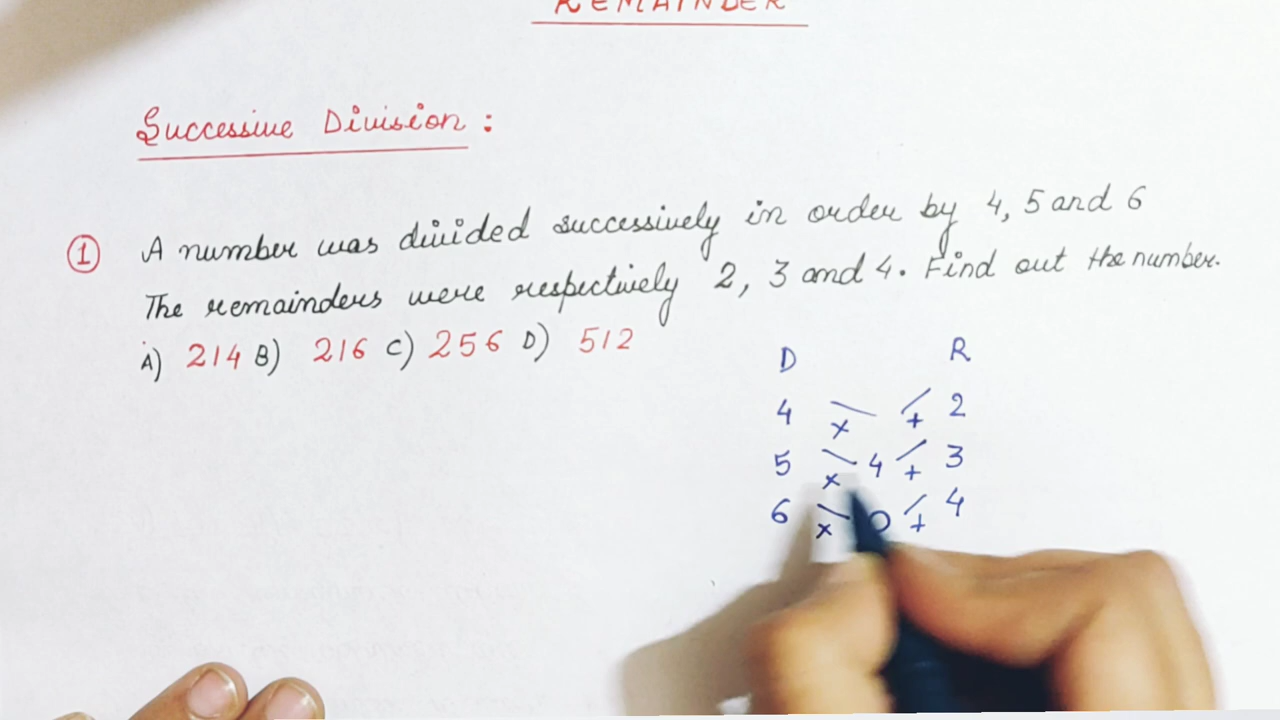 REMAINDER
Successive Division :
1 A number was divided successively in order by 4, 5 and 6
The remainders were respectively 2, 3 and 4. Find out the number.
A) 214 B) 216 C) 256 D) 512
D R
4 x + 2
5 x 4 + 3
6 x 0 + 4